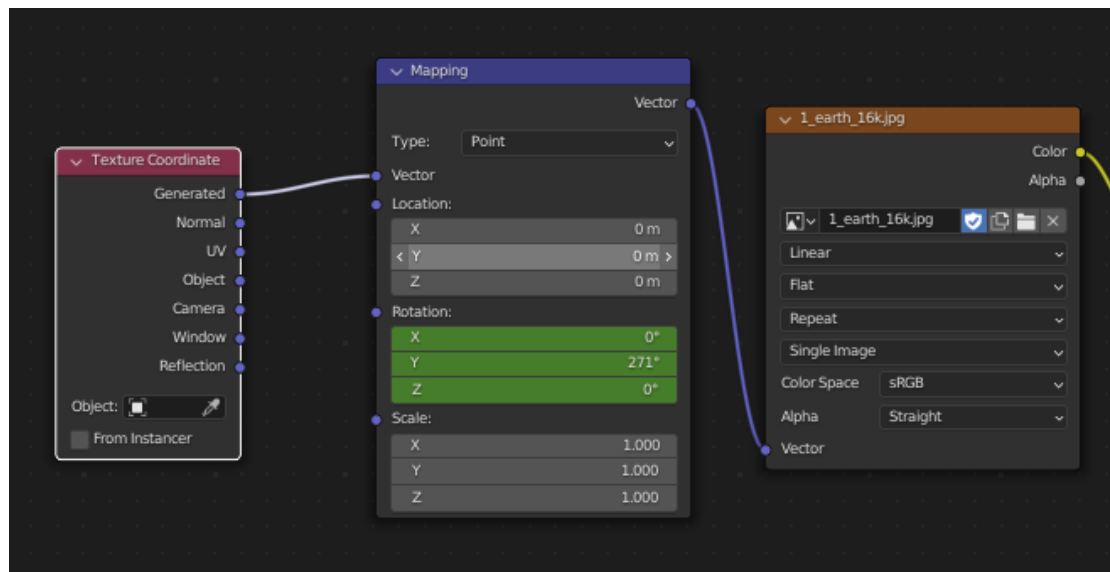 Texture Coordinate
Generated
Normal
UV
Object
Camera
Window
Reflection
Object:
From Instancer
Mapping
Vector
Type: Point
Vector
Location:
X 0 m
Y 0 m
Z 0 m
Rotation:
X 0°
Y 271°
Z 0°
Scale:
X 1.000
Y 1.000
Z 1.000
1_earth_16k.jpg
Color
Alpha
1_earth_16k.jpg
Linear
Flat
Repeat
Single Image
Color Space sRGB
Alpha Straight
Vector